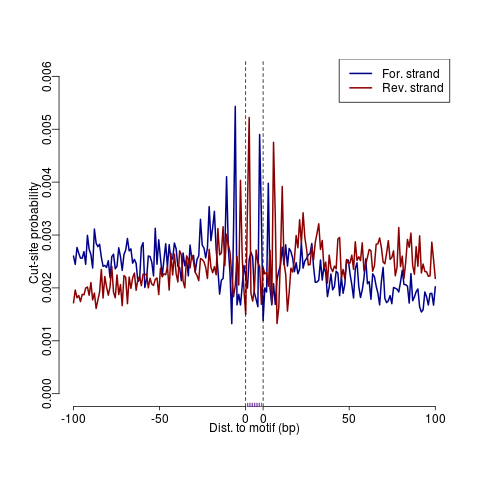 For. strand
Rev. strand
Cut-site probability
0.006
0.005
0.004
0.003
0.002
0.001
0.000
-100 -50 0 0 50 100
Dist. to motif (bp)